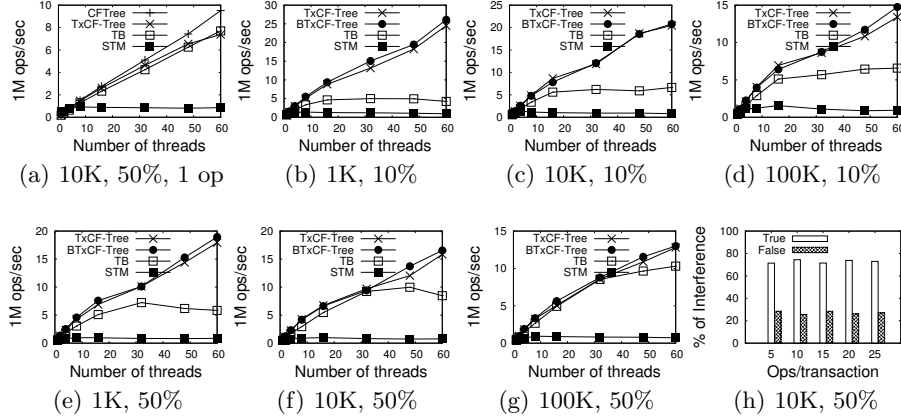 CFTree
TxCF-Tree
TB
STM
1M ops/sec
10
8
6
4
2
0
0 10 20 30 40 50 60
Number of threads
(a) 10K, 50%, 1 op
TxCF-Tree
BTxCF-Tree
TB
STM
1M ops/sec
30
25
20
15
10
5
0
0 10 20 30 40 50 60
Number of threads
(b) 1K, 10%
TxCF-Tree
BTxCF-Tree
TB
STM
1M ops/sec
25
20
15
10
5
0
0 10 20 30 40 50 60
Number of threads
(c) 10K, 10%
TxCF-Tree
BTxCF-Tree
TB
STM
1M ops/sec
14
12
10
8
6
4
2
0
0 10 20 30 40 50 60
Number of threads
(d) 100K, 10%
TxCF-Tree
BTxCF-Tree
TB
STM
1M ops/sec
20
15
10
5
0
0 10 20 30 40 50 60
Number of threads
(e) 1K, 50%
TxCF-Tree
BTxCF-Tree
TB
STM
1M ops/sec
20
15
10
5
0
0 10 20 30 40 50 60
Number of threads
(f) 10K, 50%
TxCF-Tree
BTxCF-Tree
TB
STM
1M ops/sec
15
10
5
0
0 10 20 30 40 50 60
Number of threads
(g) 100K, 50%
True
False
% of Interference
100
80
60
40
20
0
5 10 15 20 25
Ops/transaction
(h) 10K, 50%